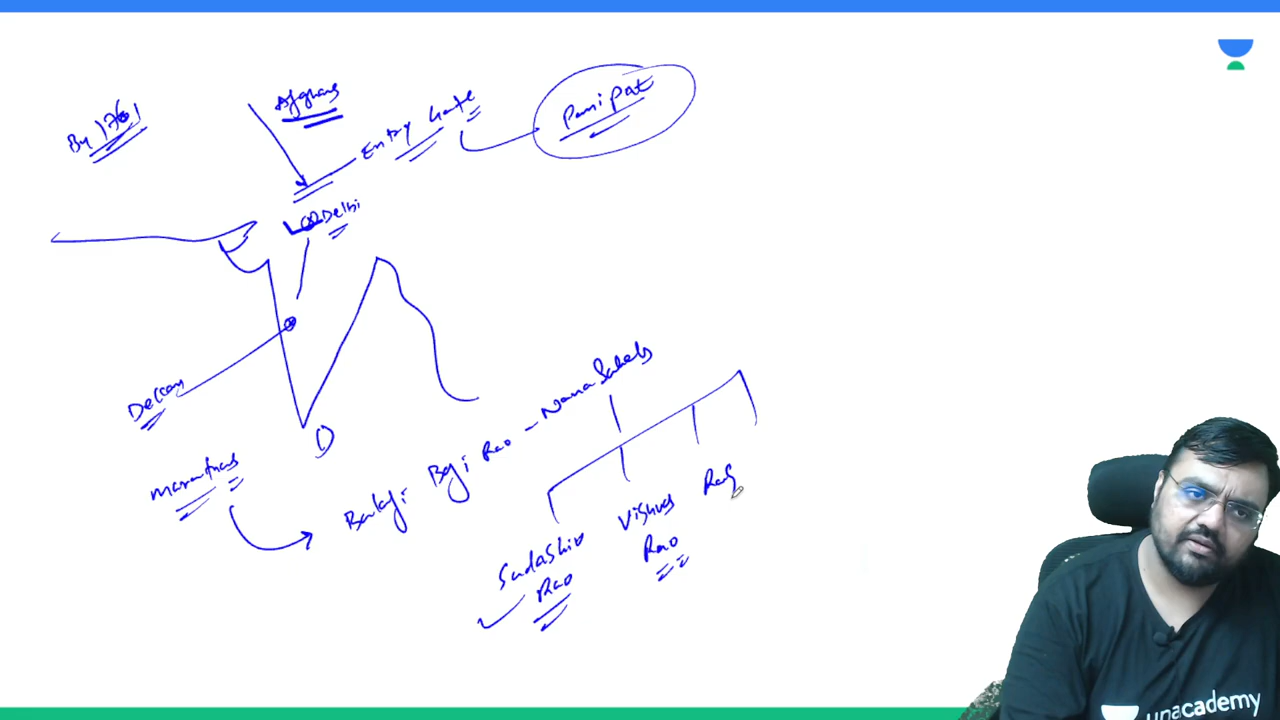 By 1761
Afghans
Entry Gate
Panipat
Delhi
Deccan
Marathas
Balaji Baji Rao - Nana Saheb
Sadashiv
Rao
Vishwas
Rao
unacademy